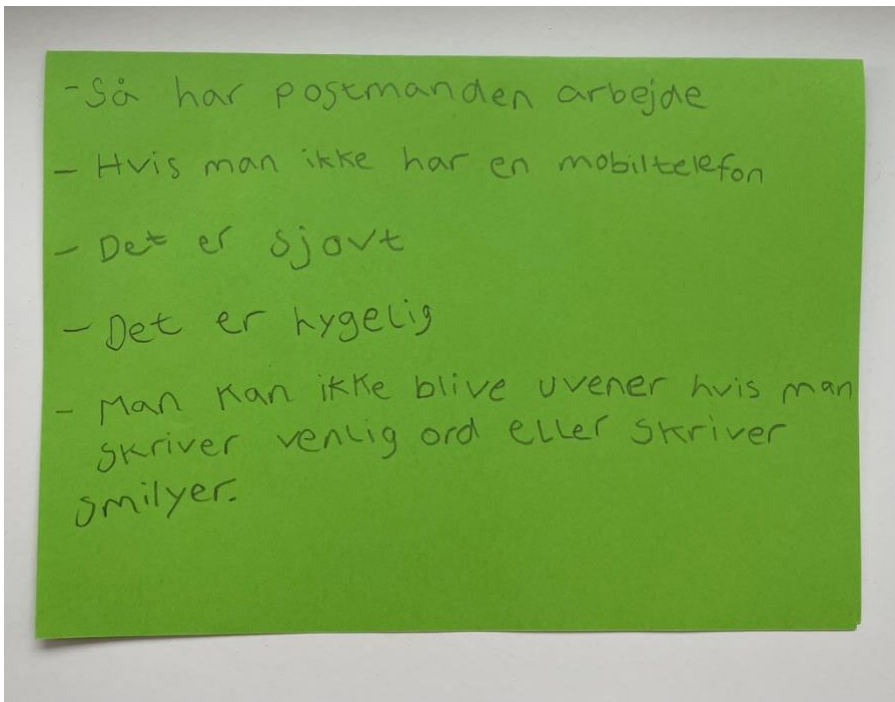 - Så har postmanden arbejde
- Hvis man ikke har en mobiltelefon
- Det er sjovt
- Det er hygelig
- Man kan ikke blive uvener hvis man
skriver venlig ord eller skriver
smilyer.